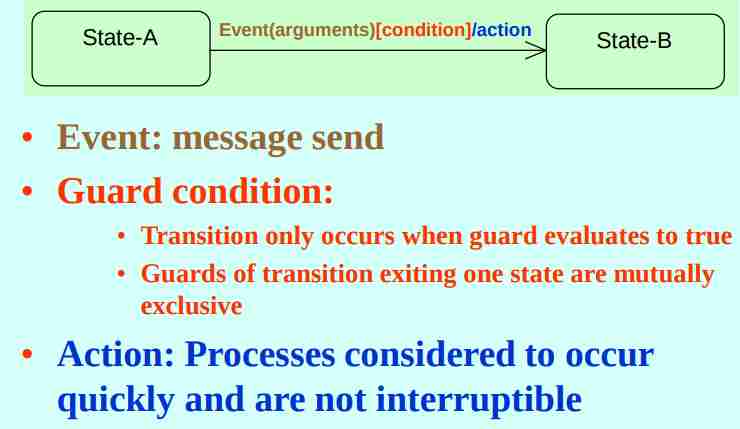 State-A
Event(arguments)[condition]/action
State-B
• Event: message send
• Guard condition:
• Transition only occurs when guard evaluates to true
• Guards of transition exiting one state are mutually
exclusive
• Action: Processes considered to occur
quickly and are not interruptible